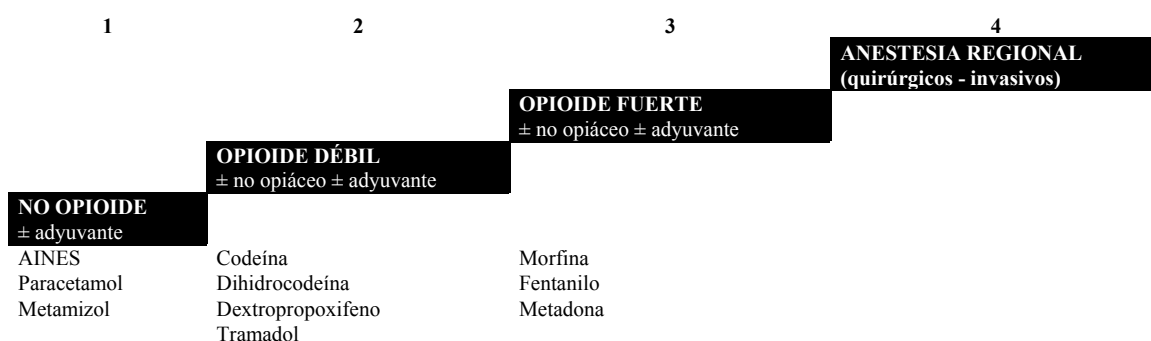 1 2 3 4
ANESTESIA REGIONAL
(quirúrgicos - invasivos)
OPIOIDE FUERTE
± no opiáceo ± adyuvante
OPIOIDE DÉBIL
± no opiáceo ± adyuvante
NO OPIOIDE
± adyuvante
AINES Codeína Morfina
Paracetamol Dihidrocodeína Fentanilo
Metamizol Dextropropoxifeno Metadona
Tramadol